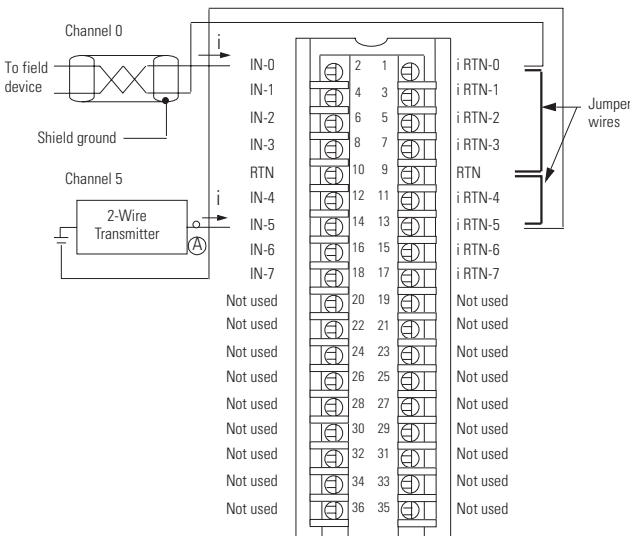 Channel 0
i
To field
device
Shield ground
Channel 5
i
2-Wire
Transmitter
A
IN-0 2 1 i RTN-0
IN-1 4 3 i RTN-1
IN-2 6 5 i RTN-2
IN-3 8 7 i RTN-3
RTN 10 9 RTN
IN-4 12 11 i RTN-4
IN-5 14 13 i RTN-5
IN-6 16 15 i RTN-6
IN-7 18 17 i RTN-7
Not used 20 19 Not used
Not used 22 21 Not used
Not used 24 23 Not used
Not used 26 25 Not used
Not used 28 27 Not used
Not used 30 29 Not used
Not used 32 31 Not used
Not used 34 33 Not used
Not used 36 35 Not used
Jumper
wires